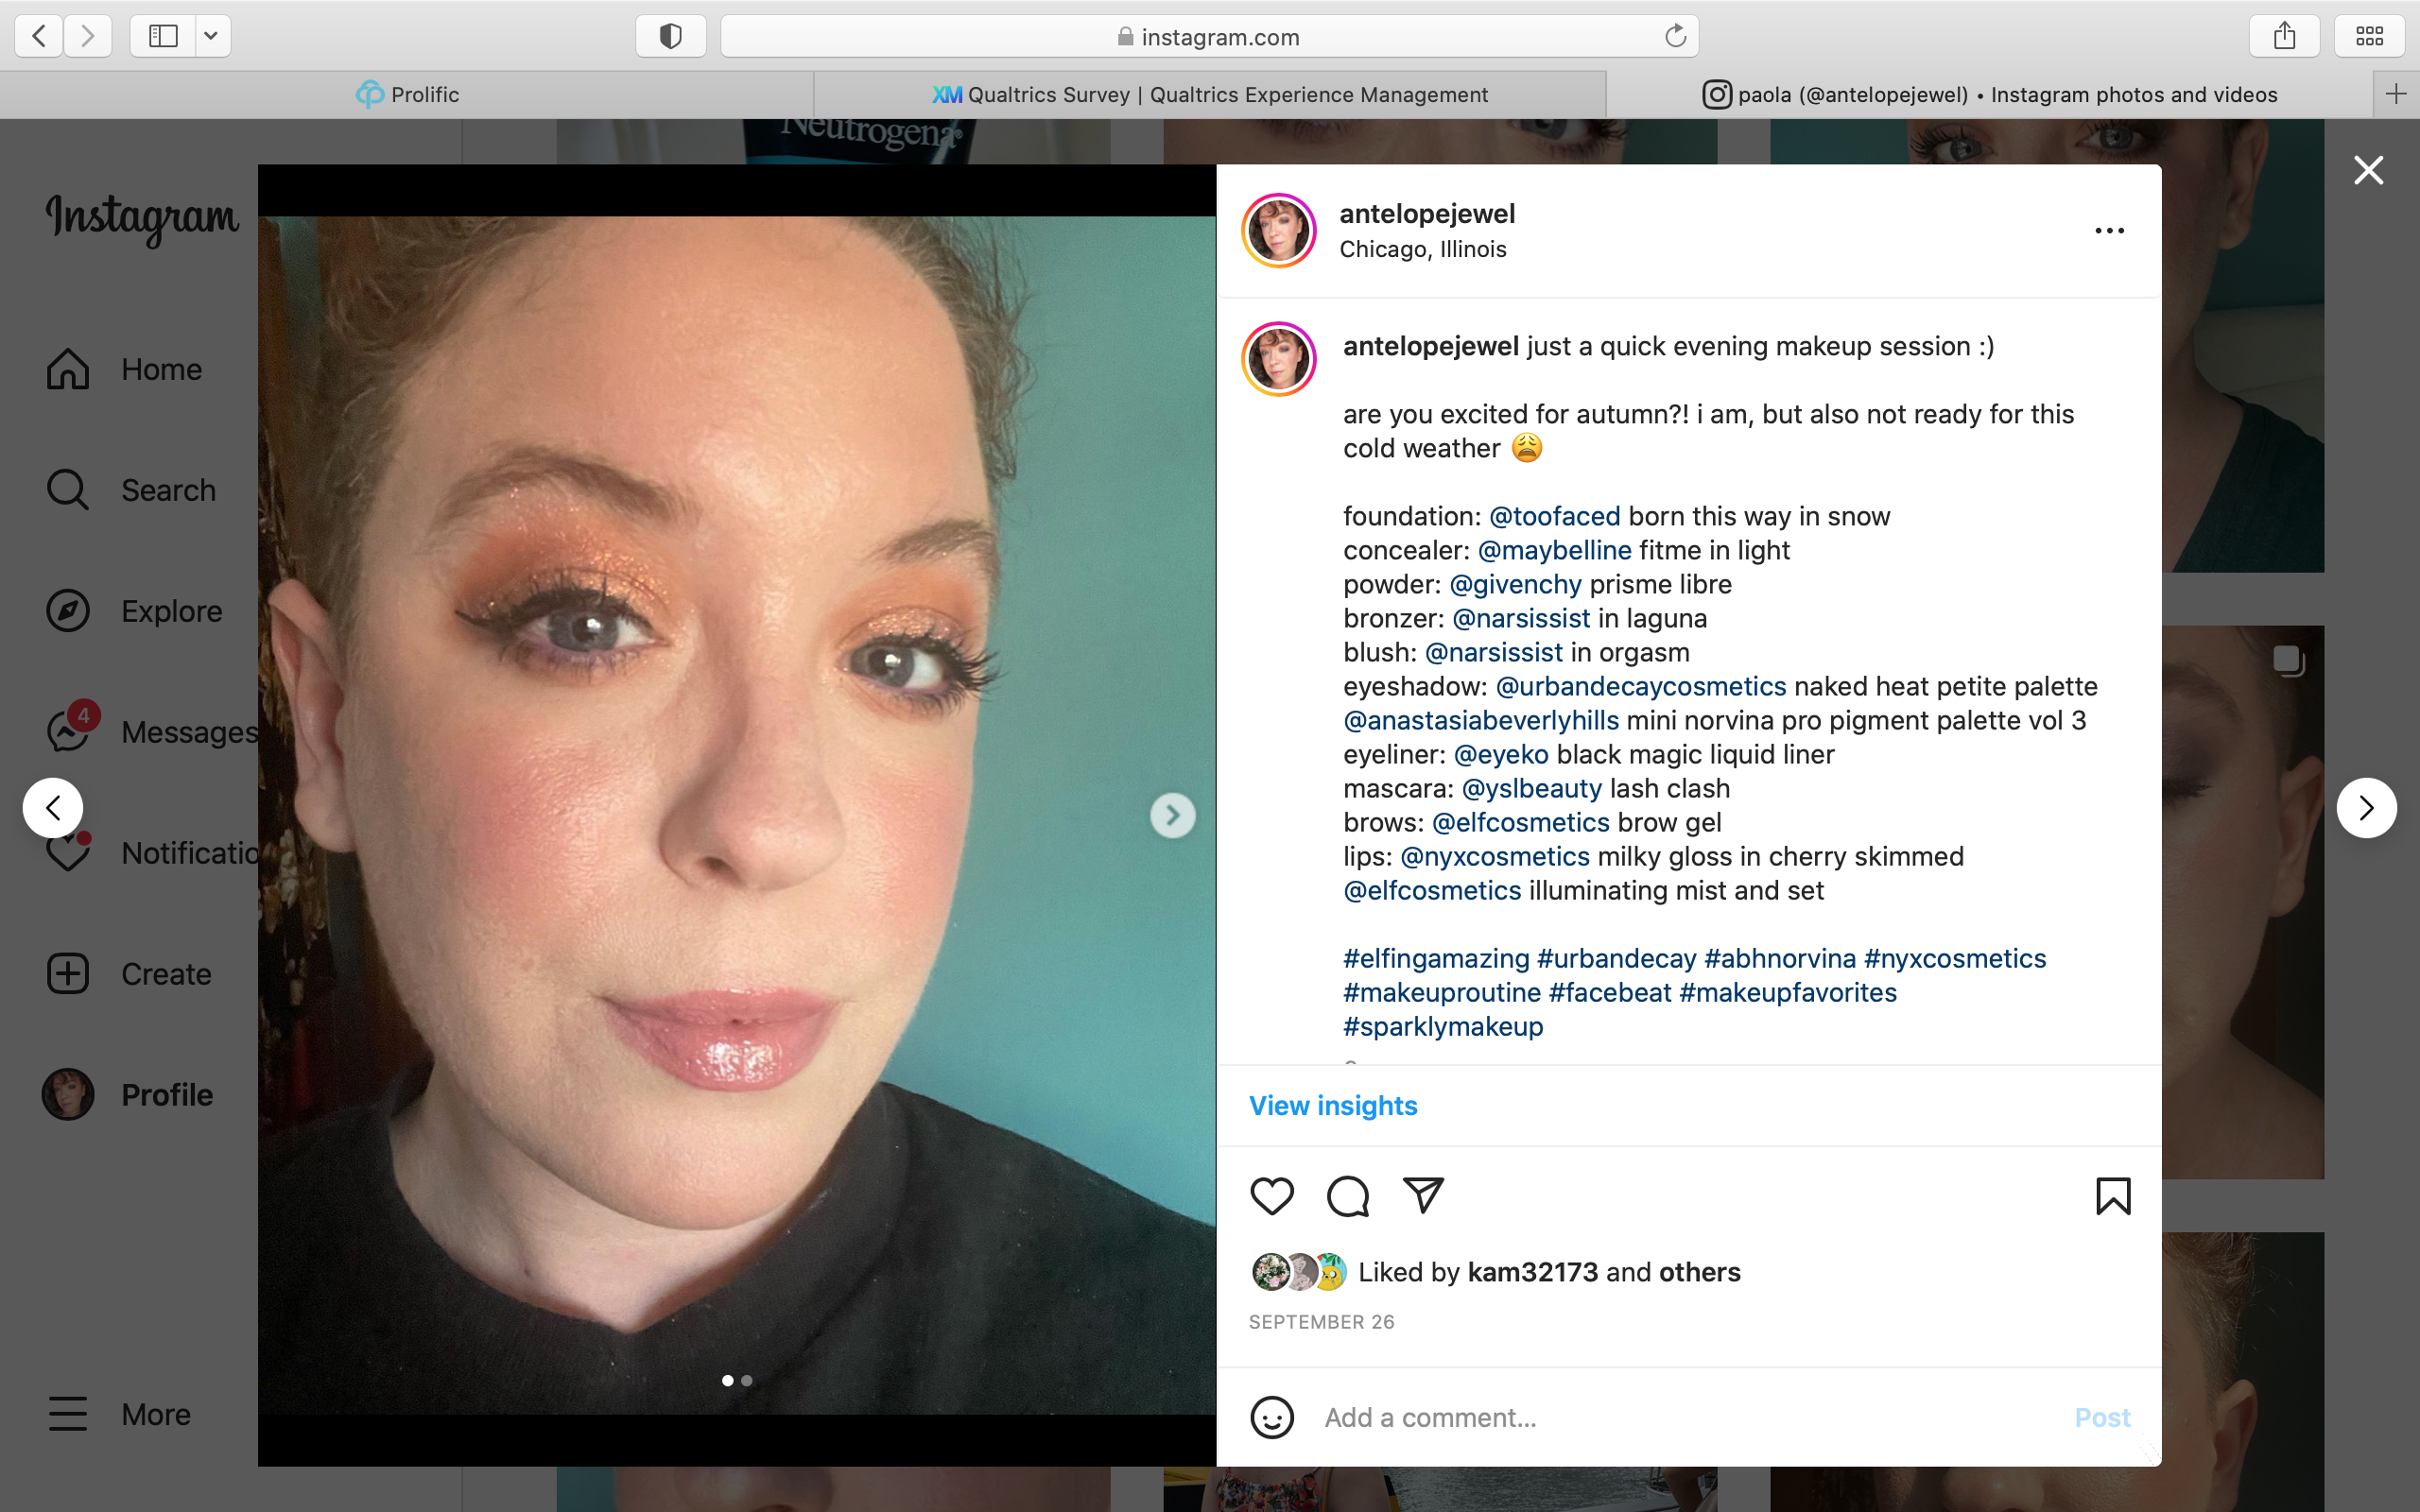 instagram.com
Prolific
XM Qualtrics Survey | Qualtrics Experience Management
paola (@antelopejewel) • Instagram photos and videos
Neutrogena®
Instagram
Home
Search
Explore
4
Messages
Notificatio
Create
Profile
More
antelopejewel
Chicago, Illinois
antelopejewel just a quick evening makeup session :)
are you excited for autumn?! i am, but also not ready for this
cold weather 😩
foundation: @toofaced born this way in snow
concealer: @maybelline fitme in light
powder: @givenchy prisme libre
bronzer: @narsissist in laguna
blush: @narsissist in orgasm
eyeshadow: @urbandecaycosmetics naked heat petite palette
@anastasiabeverlyhills mini norvina pro pigment palette vol 3
eyeliner: @eyeko black magic liquid liner
mascara: @yslbeauty lash clash
brows: @elfcosmetics brow gel
lips: @nyxcosmetics milky gloss in cherry skimmed
@elfcosmetics illuminating mist and set
#elfingamazing #urbandecay #abhnorvina #nyxcosmetics
#makeuproutine #facebeat #makeupfavorites
#sparklymakeup
View insights
Liked by kam32173 and others
SEPTEMBER 26
Add a comment...
Post